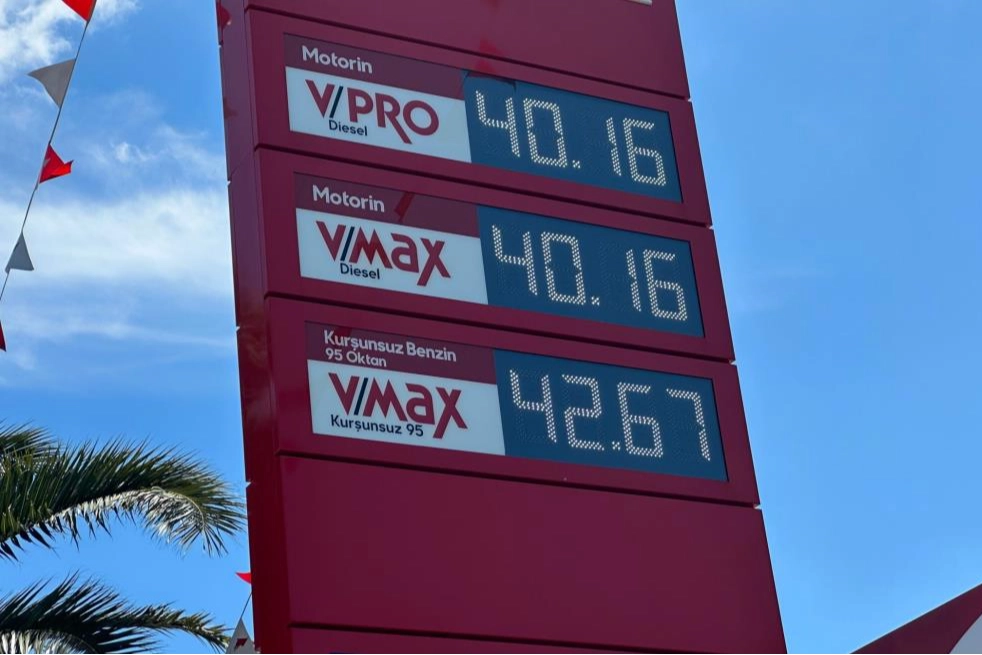 Motorin
V/PRO
Diesel
40.16
Motorin
V/Max
Diesel
40.16
Kurşunsuz Benzin
95 Oktan
V/Max
Kurşunsuz 95
42.67